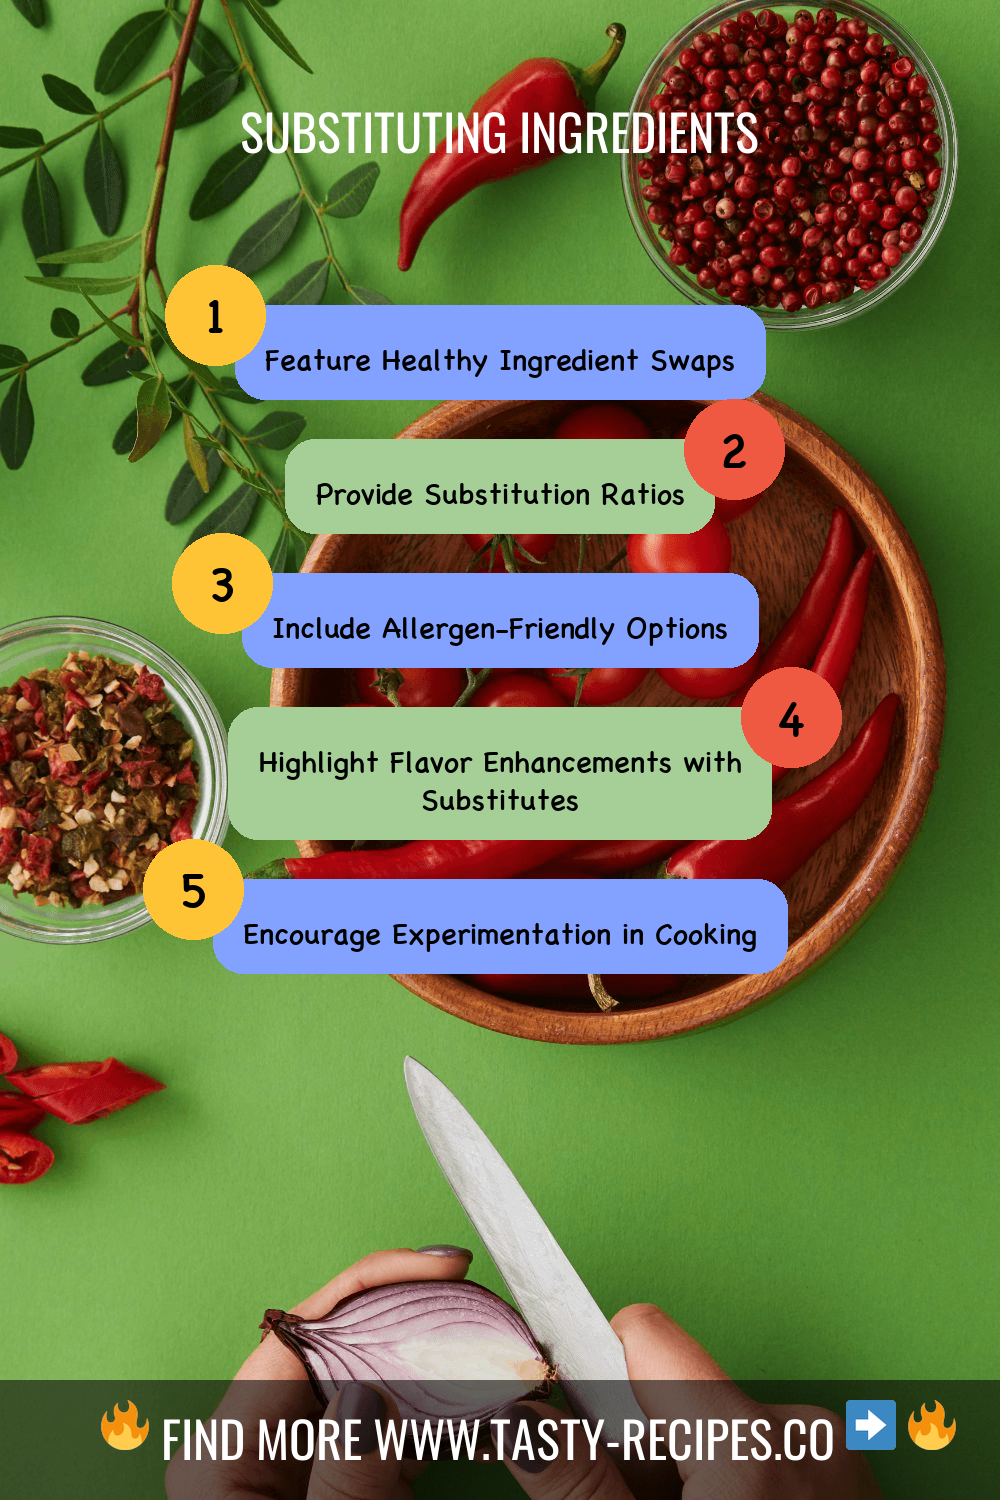 SUBSTITUTING INGREDIENTS
1
Feature Healthy Ingredient Swaps
2
Provide Substitution Ratios
3
Include Allergen-Friendly Options
4
Highlight Flavor Enhancements with
Substitutes
5
Encourage Experimentation in Cooking
🔥 FIND MORE WWW.TASTY-RECIPES.CO ➡️ 🔥